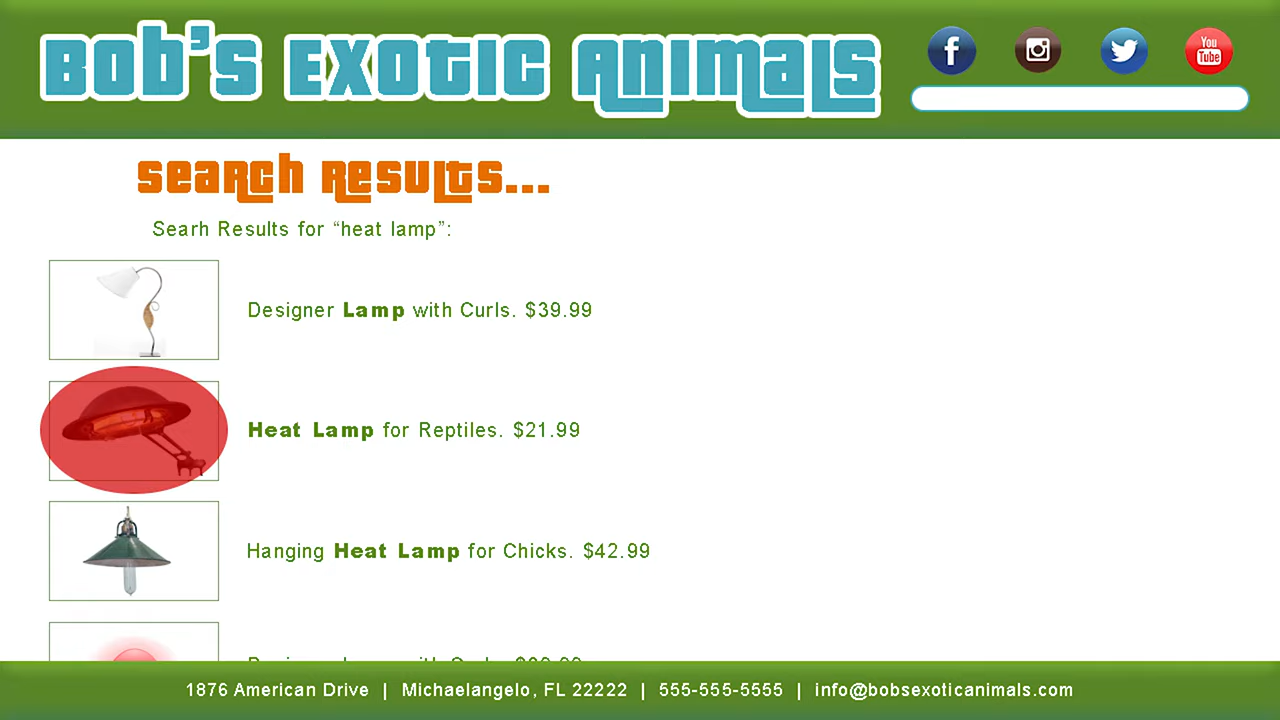 Bob's Exotic Animals
You
Tube
Search Results...
Searh Results for “heat lamp”:
Designer Lamp with Curls. $39.99
Heat Lamp for Reptiles. $21.99
Hanging Heat Lamp for Chicks. $42.99
1876 American Drive | Michaelangelo, FL 22222 | 555-555-5555 | info@bobsexoticanimals.com